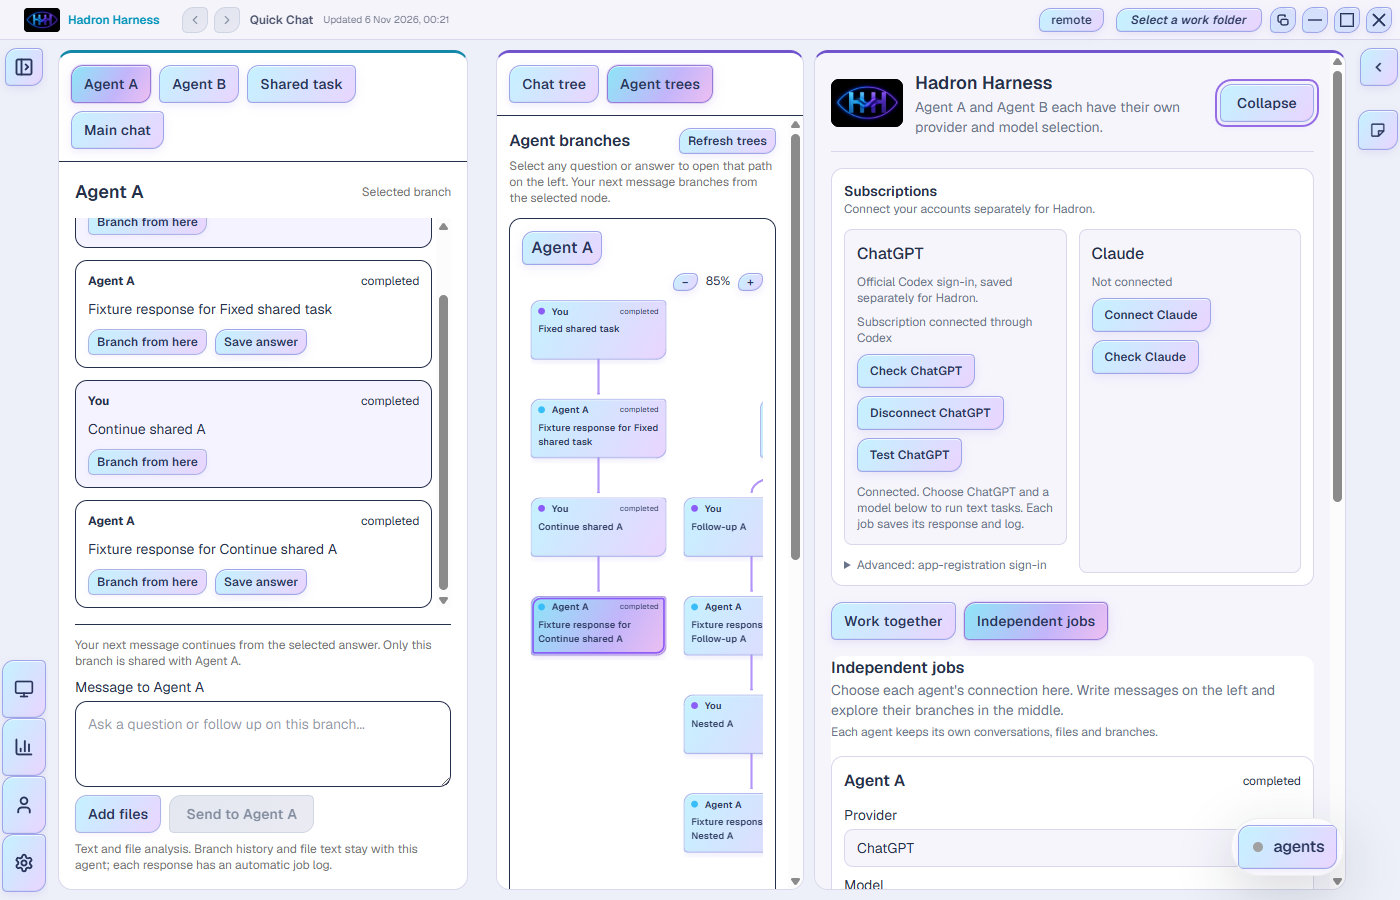 Hadron Harness
Quick Chat
Updated 6 Nov 2026, 00:21
remote
Select a work folder
Agent A
Agent B
Shared task
Main chat
Agent A
Selected branch
Branch from here
Agent A
completed
Fixture response for Fixed shared task
Branch from here
Save answer
You
completed
Continue shared A
Branch from here
Agent A
completed
Fixture response for Continue shared A
Branch from here
Save answer
Your next message continues from the selected answer. Only this
branch is shared with Agent A.
Message to Agent A
Ask a question or follow up on this branch...
Add files
Send to Agent A
Text and file analysis. Branch history and file text stay with this
agent; each response has an automatic job log.
Chat tree
Agent trees
Agent branches
Refresh trees
Select any question or answer to open that path
on the left. Your next message branches from
the selected node.
Agent A
−
85%
+
You
completed
Fixed shared task
Agent A
completed
Fixture response for Fixed
shared task
You
completed
Continue shared A
You
Follow-up A
Agent A
completed
Fixture response for
Continue shared A
Agent A
Fixture respons
Follow-up A
You
Nested A
Agent A
Fixture respons
Nested A
Hadron Harness
Agent A and Agent B each have their own
provider and model selection.
Collapse
Subscriptions
Connect your accounts separately for Hadron.
ChatGPT
Official Codex sign-in, saved
separately for Hadron.
Subscription connected through
Codex
Check ChatGPT
Disconnect ChatGPT
Test ChatGPT
Connected. Choose ChatGPT and a
model below to run text tasks. Each
job saves its response and log.
Claude
Not connected
Connect Claude
Check Claude
Advanced: app-registration sign-in
Work together
Independent jobs
Independent jobs
Choose each agent's connection here. Write messages on the left and
explore their branches in the middle.
Each agent keeps its own conversations, files and branches.
Agent A
completed
Provider
ChatGPT
Model
agents